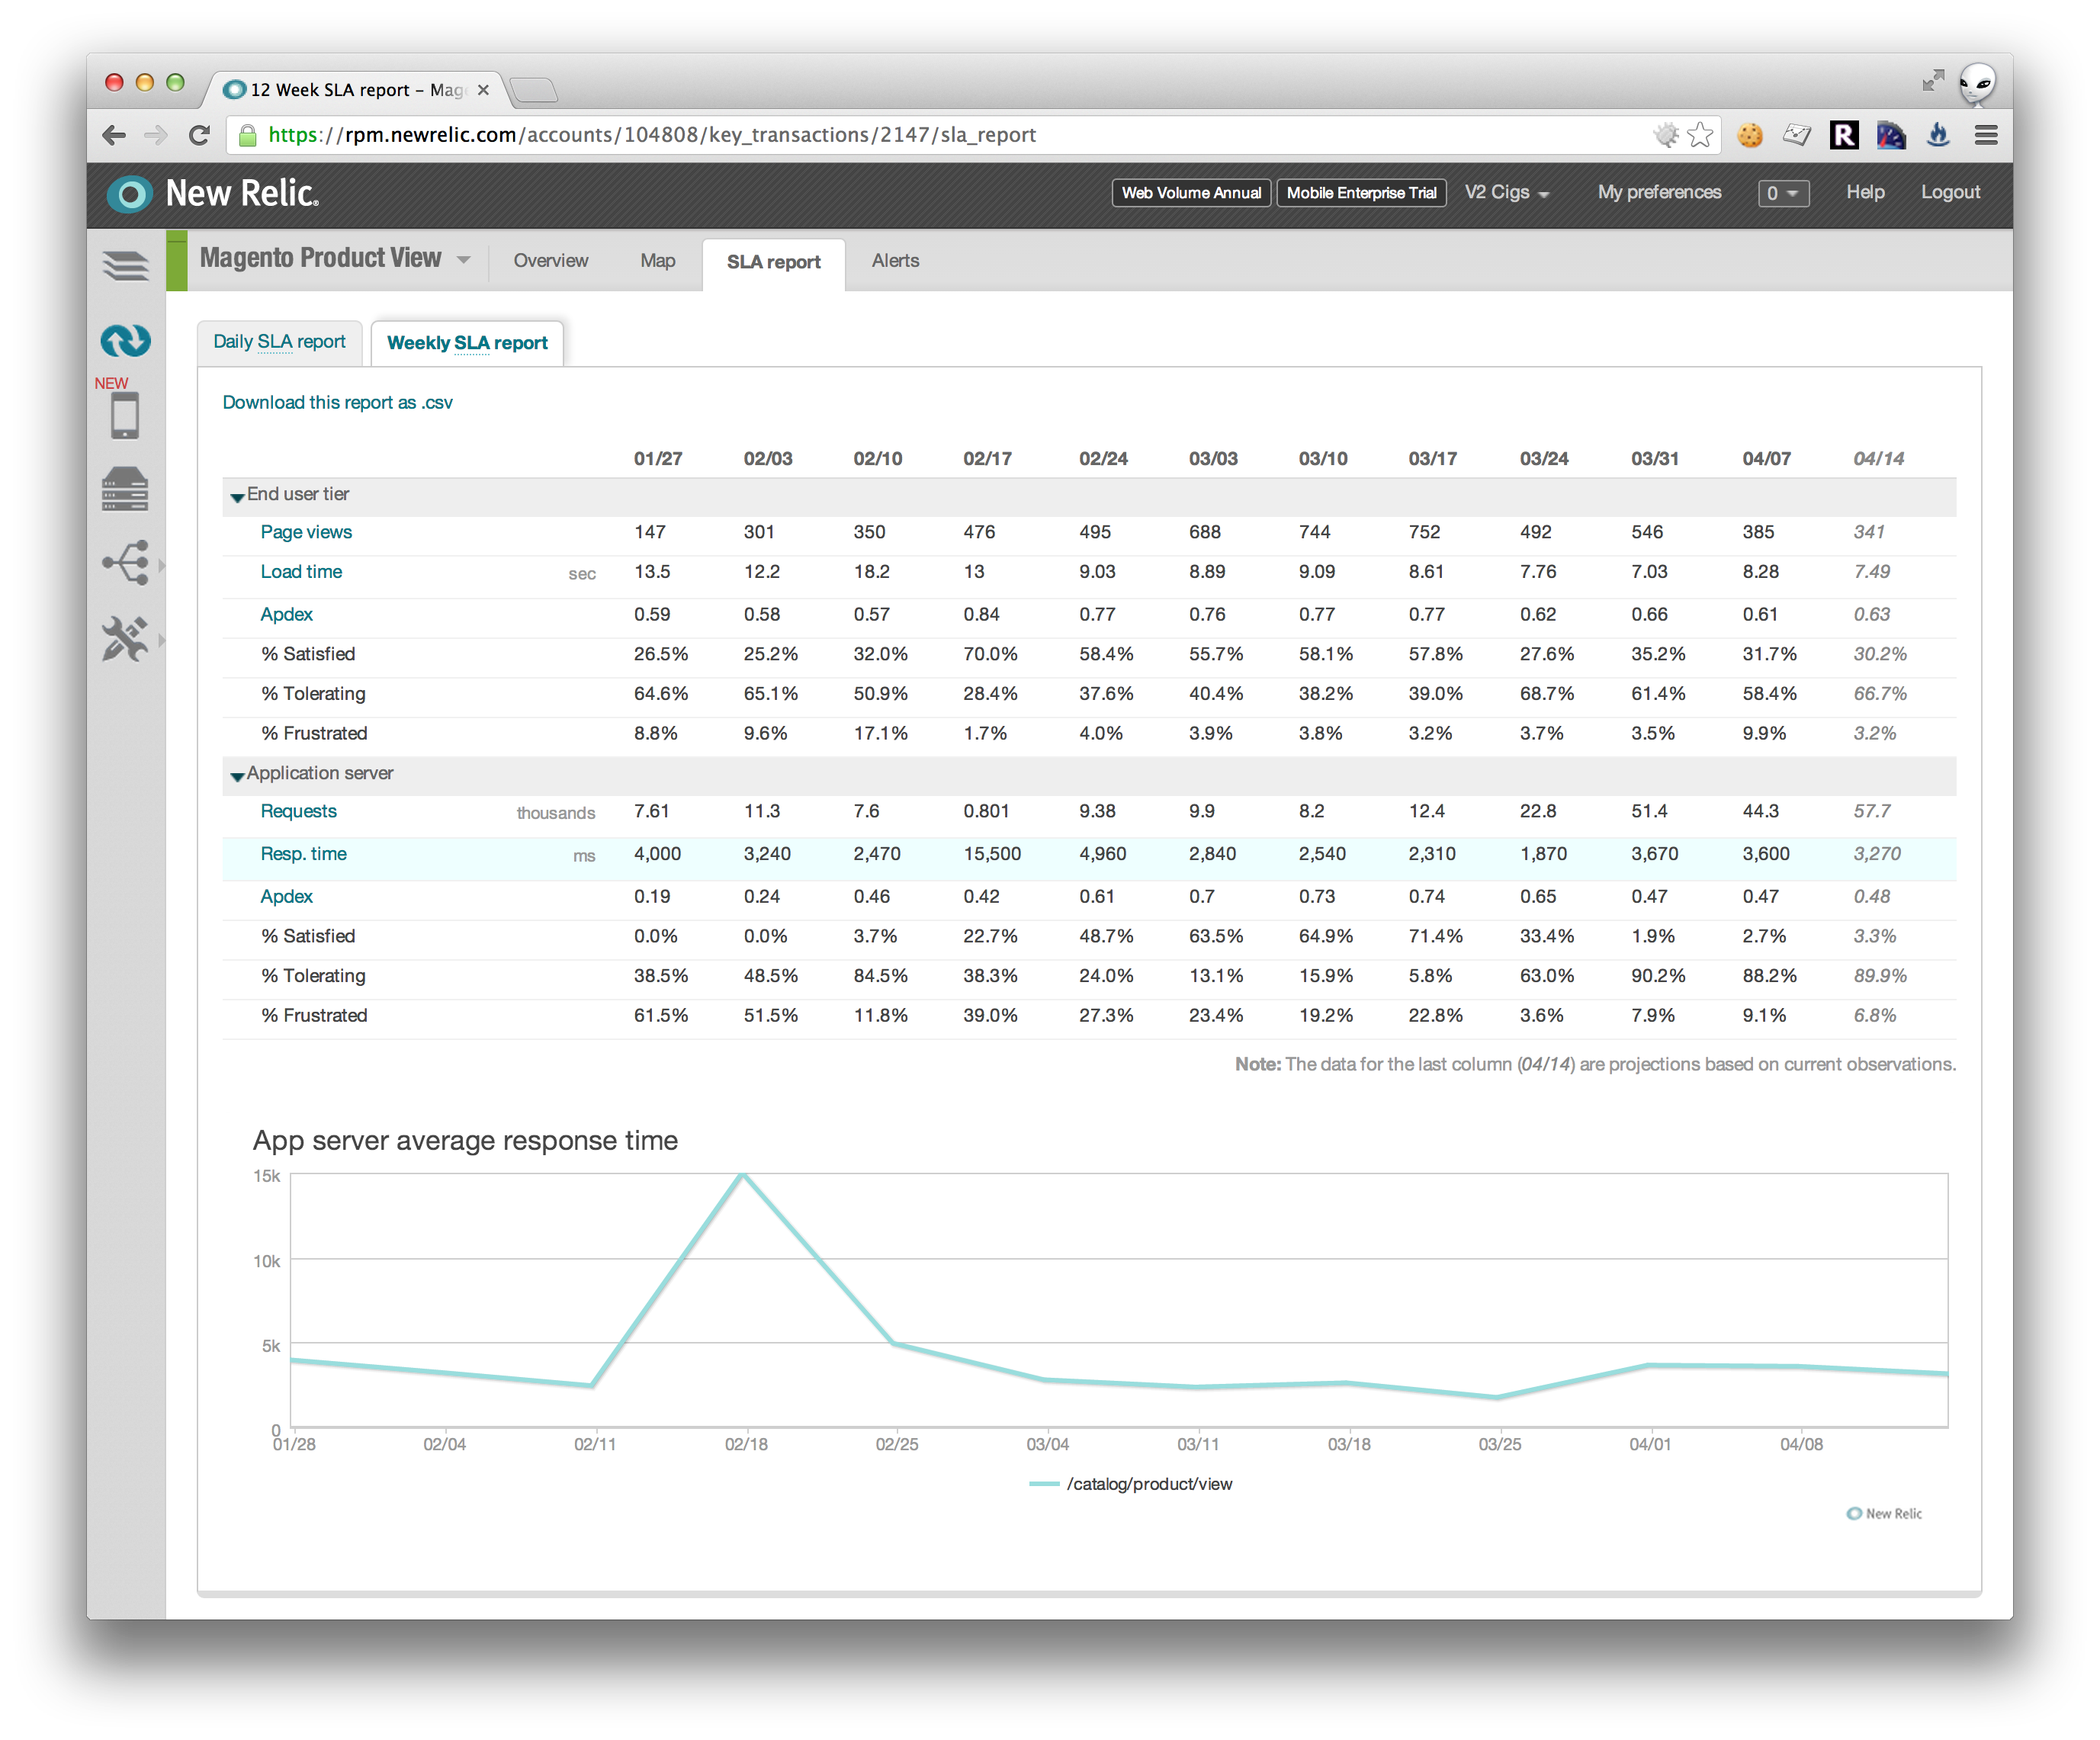 12 Week SLA report – Mag
https://rpm.newrelic.com/accounts/104808/key_transactions/2147/sla_report
R
New Relic.
Web Volume Annual Mobile Enterprise Trial V2 Cigs My preferences 0 Help Logout
Magento Product View Overview Map SLA report Alerts
Daily SLA report Weekly SLA report
NEW
Download this report as .csv
01/27 02/03 02/10 02/17 02/24 03/03 03/10 03/17 03/24 03/31 04/07 04/14
End user tier
Page views 147 301 350 476 495 688 744 752 492 546 385 341
Load time sec 13.5 12.2 18.2 13 9.03 8.89 9.09 8.61 7.76 7.03 8.28 7.49
Apdex 0.59 0.58 0.57 0.84 0.77 0.76 0.77 0.77 0.62 0.66 0.61 0.63
% Satisfied 26.5% 25.2% 32.0% 70.0% 58.4% 55.7% 58.1% 57.8% 27.6% 35.2% 31.7% 30.2%
% Tolerating 64.6% 65.1% 50.9% 28.4% 37.6% 40.4% 38.2% 39.0% 68.7% 61.4% 58.4% 66.7%
% Frustrated 8.8% 9.6% 17.1% 1.7% 4.0% 3.9% 3.8% 3.2% 3.7% 3.5% 9.9% 3.2%
Application server
Requests thousands 7.61 11.3 7.6 0.801 9.38 9.9 8.2 12.4 22.8 51.4 44.3 57.7
Resp. time ms 4,000 3,240 2,470 15,500 4,960 2,840 2,540 2,310 1,870 3,670 3,600 3,270
Apdex 0.19 0.24 0.46 0.42 0.61 0.7 0.73 0.74 0.65 0.47 0.47 0.48
% Satisfied 0.0% 0.0% 3.7% 22.7% 48.7% 63.5% 64.9% 71.4% 33.4% 1.9% 2.7% 3.3%
% Tolerating 38.5% 48.5% 84.5% 38.3% 24.0% 13.1% 15.9% 5.8% 63.0% 90.2% 88.2% 89.9%
% Frustrated 61.5% 51.5% 11.8% 39.0% 27.3% 23.4% 19.2% 22.8% 3.6% 7.9% 9.1% 6.8%
Note: The data for the last column (04/14) are projections based on current observations.
App server average response time
15k
10k
5k
0
01/28 02/04 02/11 02/18 02/25 03/04 03/11 03/18 03/25 04/01 04/08
/catalog/product/view
New Relic